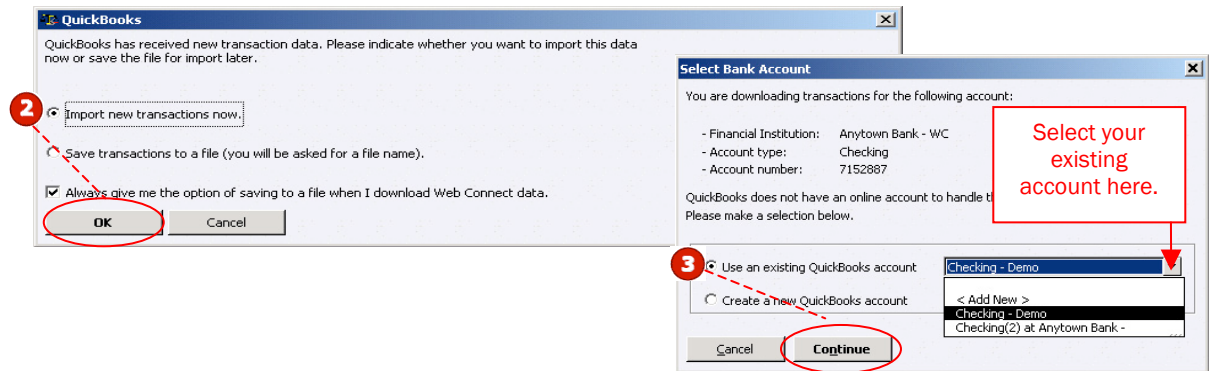 QuickBooks
QuickBooks has received new transaction data. Please indicate whether you want to import this data
now or save the file for import later.
2
Import new transactions now.
Save transactions to a file (you will be asked for a file name).
Always give me the option of saving to a file when I download Web Connect data.
OK Cancel
Select Bank Account
You are downloading transactions for the following account:
- Financial Institution: Anytown Bank - WC
- Account type: Checking
- Account number: 7152887
Select your
existing
account here.
QuickBooks does not have an online account to handle
Please make a selection below.
3
Use an existing QuickBooks account Checking - Demo
Create a new QuickBooks account
< Add New >
Checking - Demo
Checking(2) at Anytown Bank -
Cancel Continue